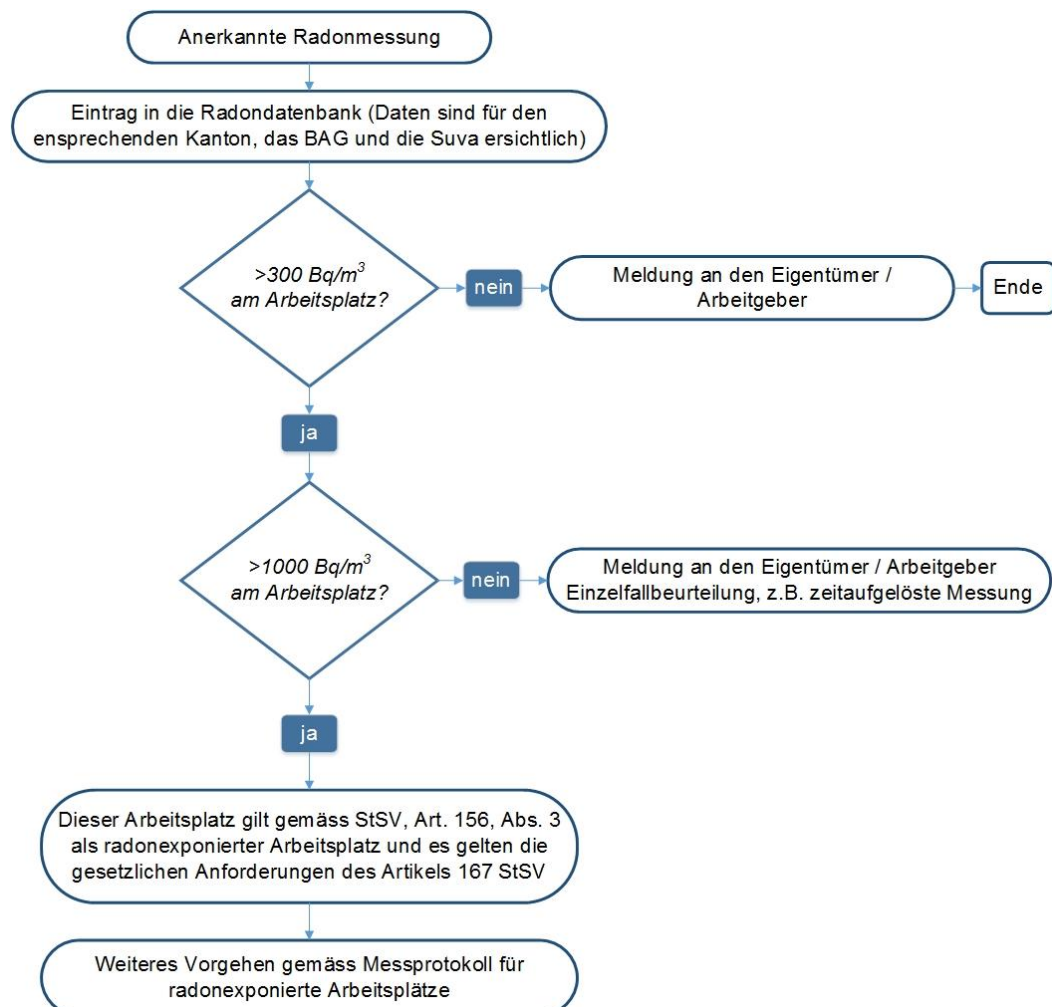 Anerkannte Radonmessung
Eintrag in die Radondatenbank (Daten sind für den
ensprechenden Kanton, das BAG und die Suva ersichtlich)
>300 Bq/m³
am Arbeitsplatz?
nein
Meldung an den Eigentümer /
Arbeitgeber
Ende
ja
>1000 Bq/m³
am Arbeitsplatz?
nein
Meldung an den Eigentümer / Arbeitgeber
Einzelfallbeurteilung, z.B. zeitaufgelöste Messung
ja
Dieser Arbeitsplatz gilt gemäss StSV, Art. 156, Abs. 3
als radonexponierter Arbeitsplatz und es gelten die
gesetzlichen Anforderungen des Artikels 167 StSV
Weiteres Vorgehen gemäss Messprotokoll für
radonexponierte Arbeitsplätze